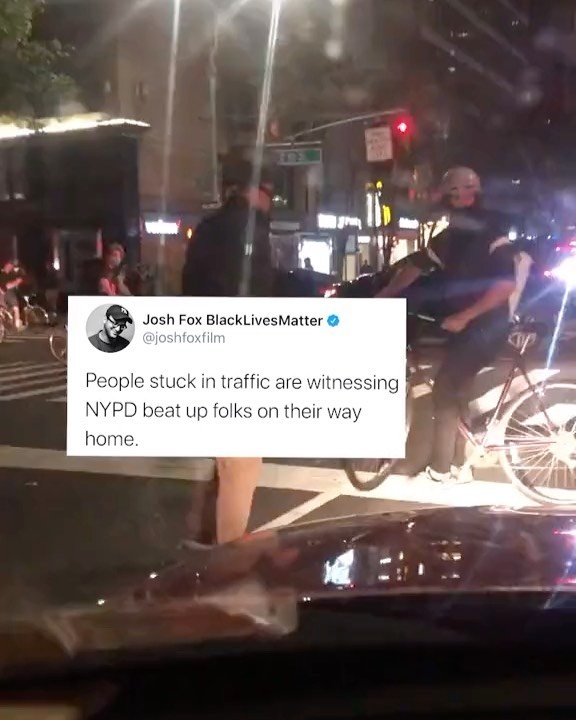 Josh Fox BlackLivesMatter
@joshfoxfilm
People stuck in traffic are witnessing
NYPD beat up folks on their way
home.